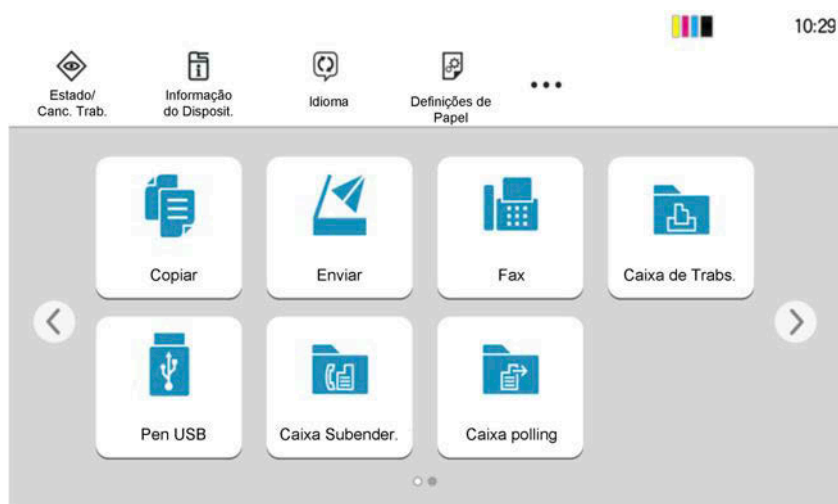 10:29
Estado/
Canc. Trab.
Informação
do Disposit.
Idioma
Definições de
Papel
Copiar
Enviar
Fax
Caixa de Trabs.
Pen USB
Caixa Subender.
Caixa polling